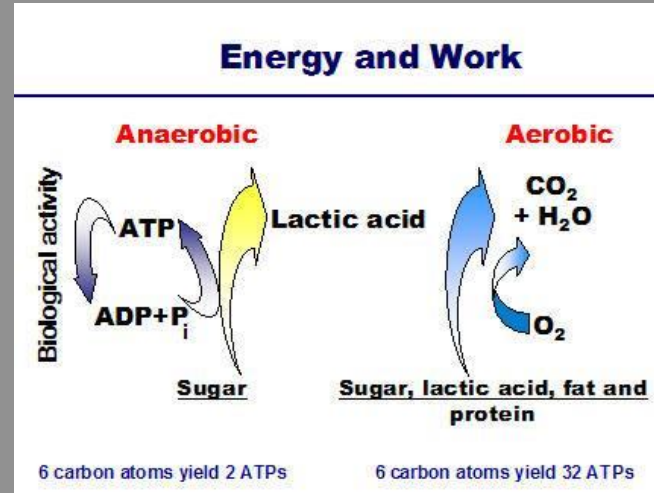 Energy and Work
Anaerobic
Aerobic
Biological activity
ATP
ADP+Pi
Lactic acid
Sugar
CO2
+ H2O
O2
Sugar, lactic acid, fat and
protein
6 carbon atoms yield 2 ATPs
6 carbon atoms yield 32 ATPs